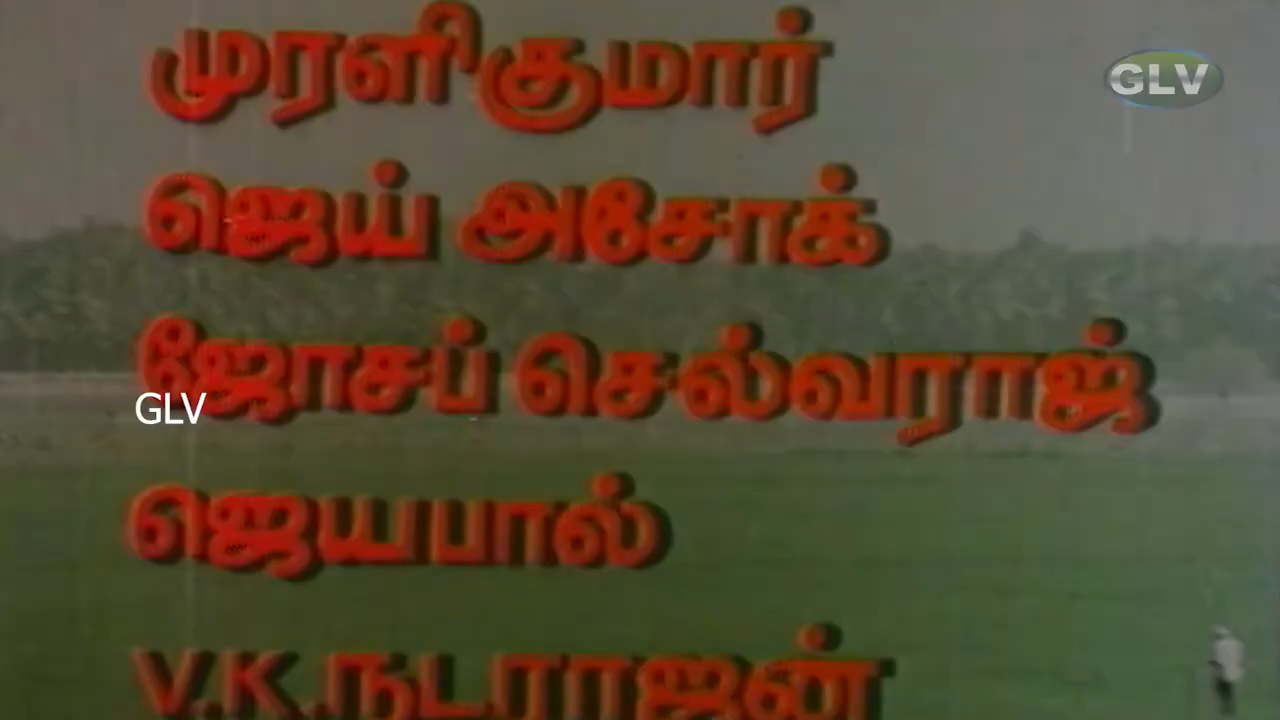 முரளிகுமார்
GLV
ஜெய் அசோக்
ஜோசப் செல்வராஜ்
GLV
ஜெயபால்
V.K.நடராஜன்